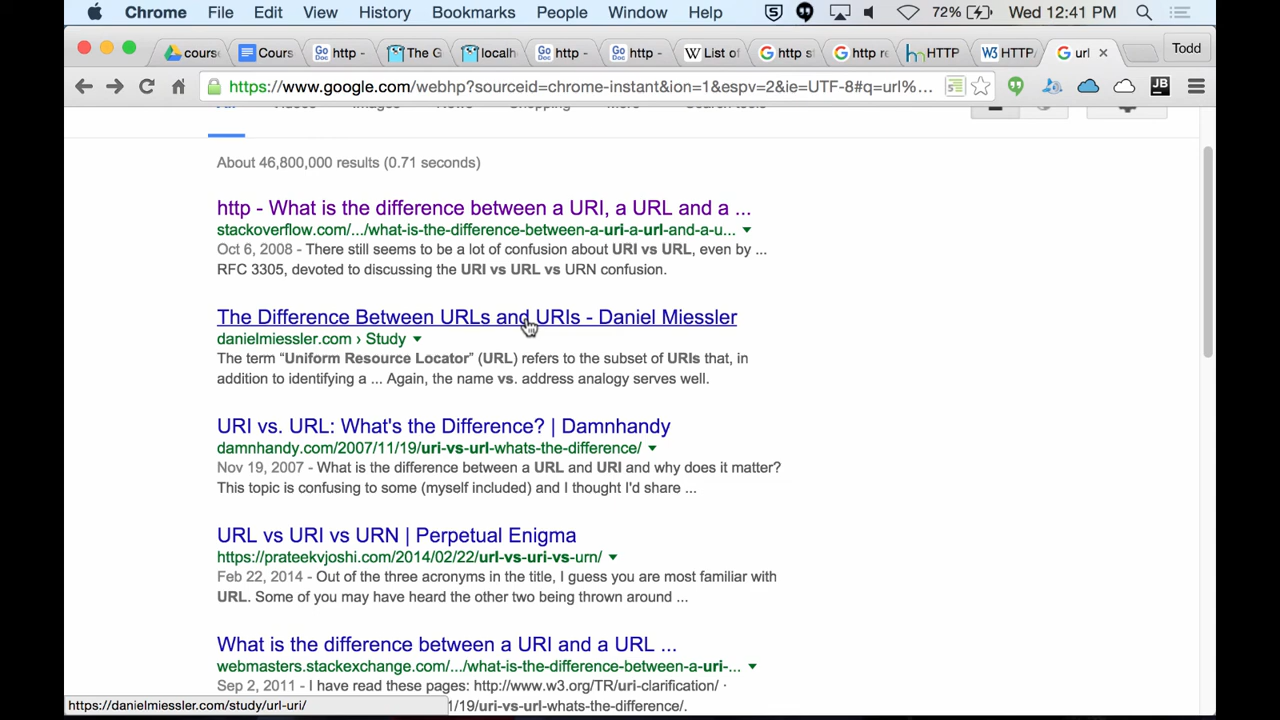 Chrome File Edit View History Bookmarks People Window Help 72% Wed 12:41 PM
course Cours Go DOC http - The G localh Go DOC http - Go DOC http - W List of http s http re HTTP W3 HTTP url Todd
https://www.google.com/webhp?sourceid=chrome-instant&ion=1&espv=2&ie=UTF-8#q=url%... JB
All Videos Images News Shopping More Search tools
About 46,800,000 results (0.71 seconds)
http - What is the difference between a URI, a URL and a ...
stackoverflow.com/.../what-is-the-difference-between-a-uri-a-url-and-a-u...
Oct 6, 2008 - There still seems to be a lot of confusion about URI vs URL, even by ...
RFC 3305, devoted to discussing the URI vs URL vs URN confusion.
The Difference Between URLs and URIs - Daniel Miessler
danielmiessler.com › Study
The term “Uniform Resource Locator” (URL) refers to the subset of URIs that, in
addition to identifying a ... Again, the name vs. address analogy serves well.
URI vs. URL: What's the Difference? | Damnhandy
damnhandy.com/2007/11/19/uri-vs-url-whats-the-difference/
Nov 19, 2007 - What is the difference between a URL and URI and why does it matter?
This topic is confusing to some (myself included) and I thought I'd share ...
URL vs URI vs URN | Perpetual Enigma
https://prateekvjoshi.com/2014/02/22/url-vs-uri-vs-urn/
Feb 22, 2014 - Out of the three acronyms in the title, I guess you are most familiar with
URL. Some of you may have heard the other two being thrown around ...
What is the difference between a URI and a URL ...
webmasters.stackexchange.com/.../what-is-the-difference-between-a-uri-...
Sep 2, 2011 - I have read these pages: http://www.w3.org/TR/uri-clarification/ ·
https://danielmiessler.com/study/url-uri/ 1/19/uri-vs-url-whats-the-difference/.